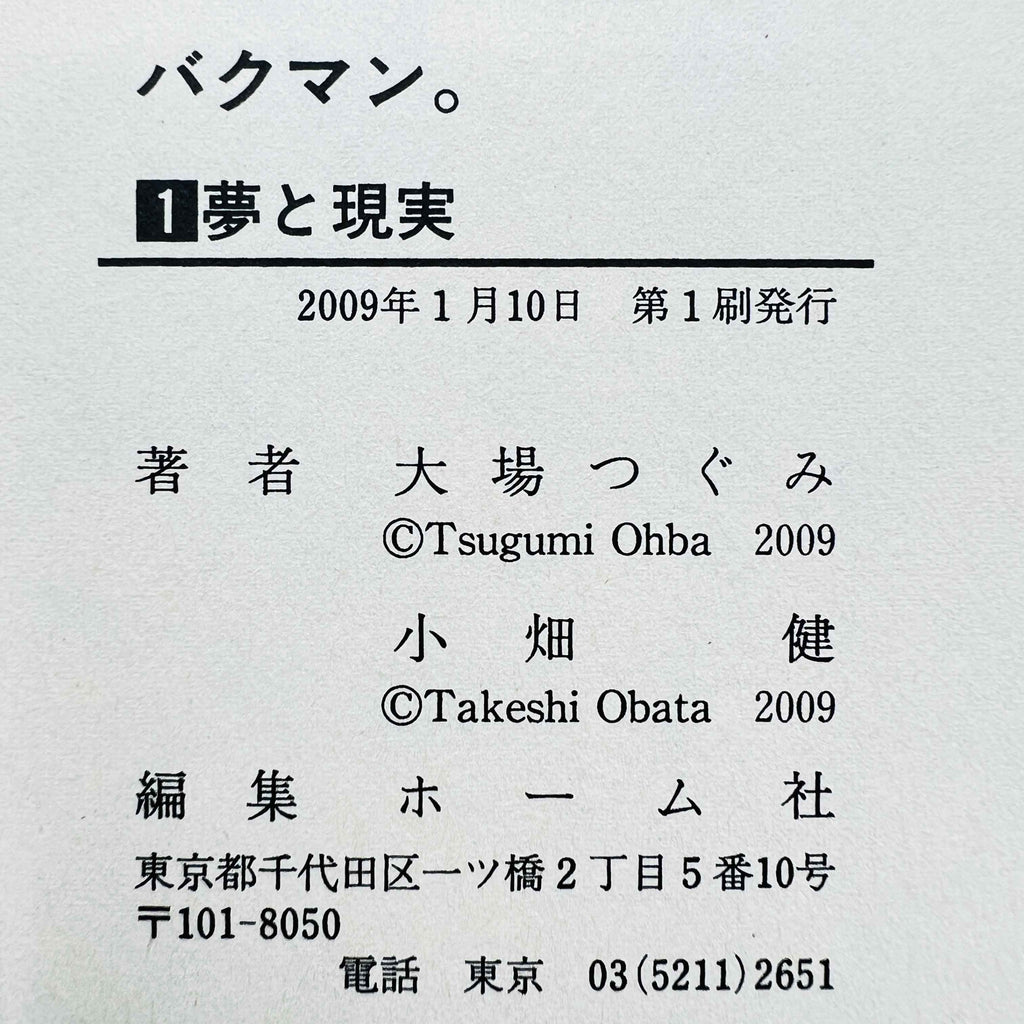 バクマン。
1夢と現実
2009年1月10日 第1刷発行
著者 大場つぐみ
©Tsugumi Ohba 2009
小畑 健
©Takeshi Obata 2009
編集 ホーム社
東京都千代田区一ツ橋2丁目5番10号
〒101-8050
電話 東京 03(5211)2651